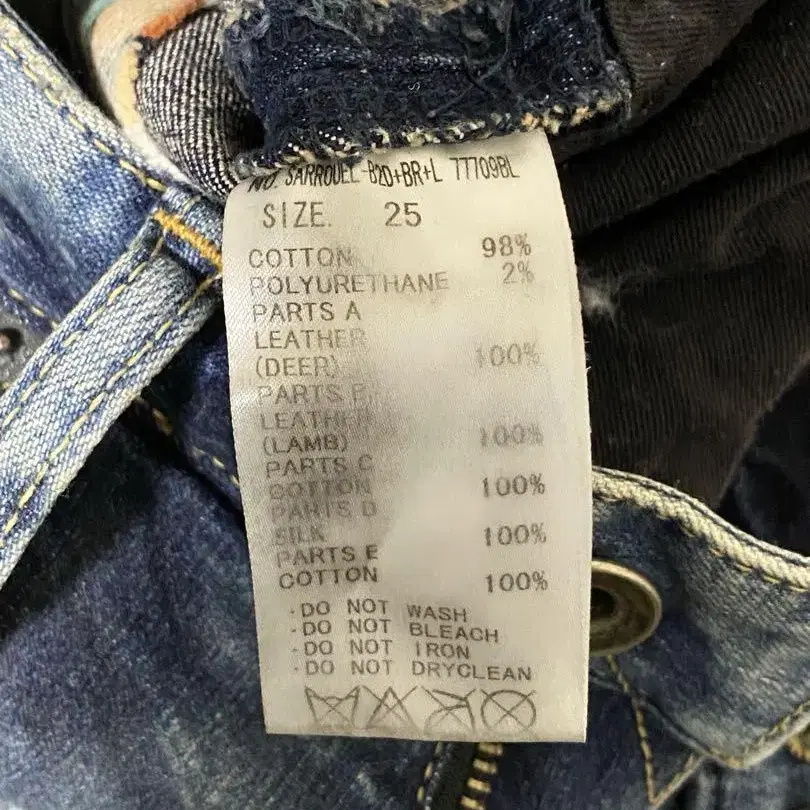 NO. SARROUEL-B2D+BR+L 77709BL
SIZE. 25
COTTON 98%
POLYURETHANE 2%
PARTS A
LEATHER
(DEER) 100%
PARTS B
LEATHER
(LAMB) 100%
PARTS C
COTTON 100%
PARTS D
SILK 100%
PARTS E
COTTON 100%
·DO NOT WASH
·DO NOT BLEACH
·DO NOT IRON
·DO NOT DRYCLEAN